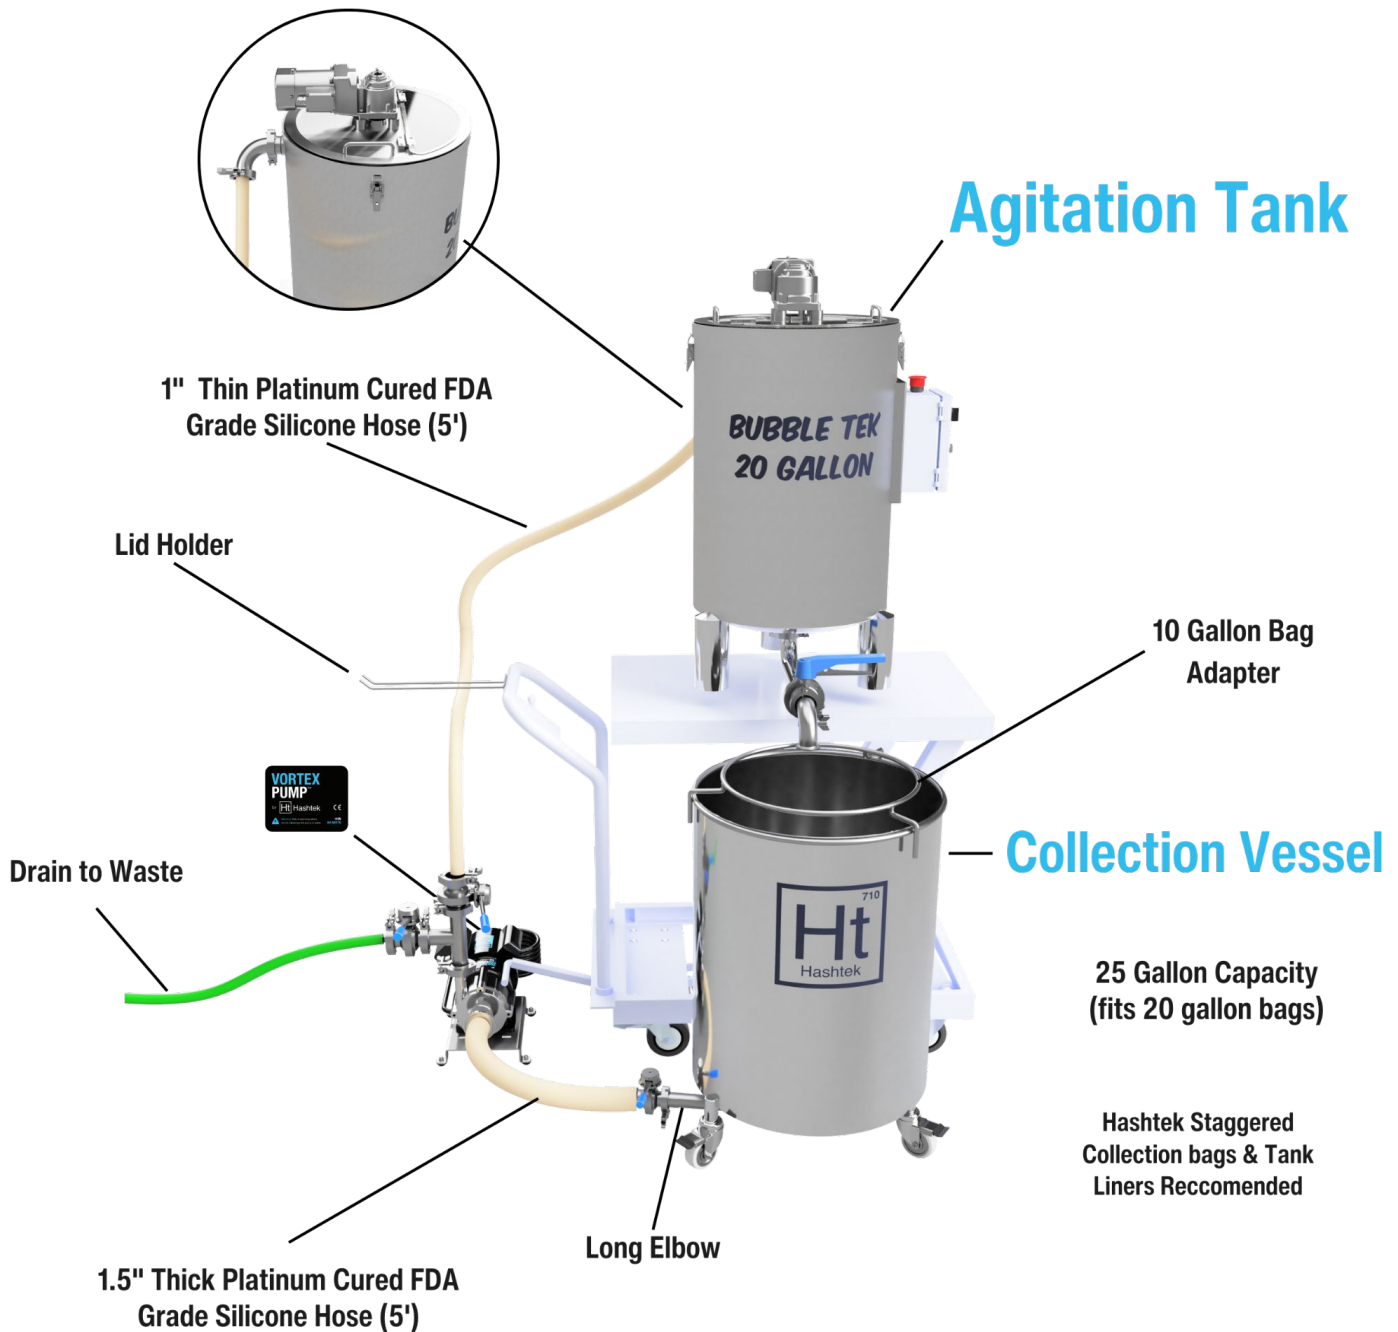 Agitation Tank
1" Thin Platinum Cured FDA
Grade Silicone Hose (5')
BUBBLE TEK
20 GALLON
Lid Holder
10 Gallon Bag
Adapter
VORTEX
PUMP
by Ht Hashtek CE
Drain to Waste
Collection Vessel
710
Ht
Hashtek
25 Gallon Capacity
(fits 20 gallon bags)
Hashtek Staggered
Collection bags & Tank
Liners Reccomended
Long Elbow
1.5" Thick Platinum Cured FDA
Grade Silicone Hose (5')